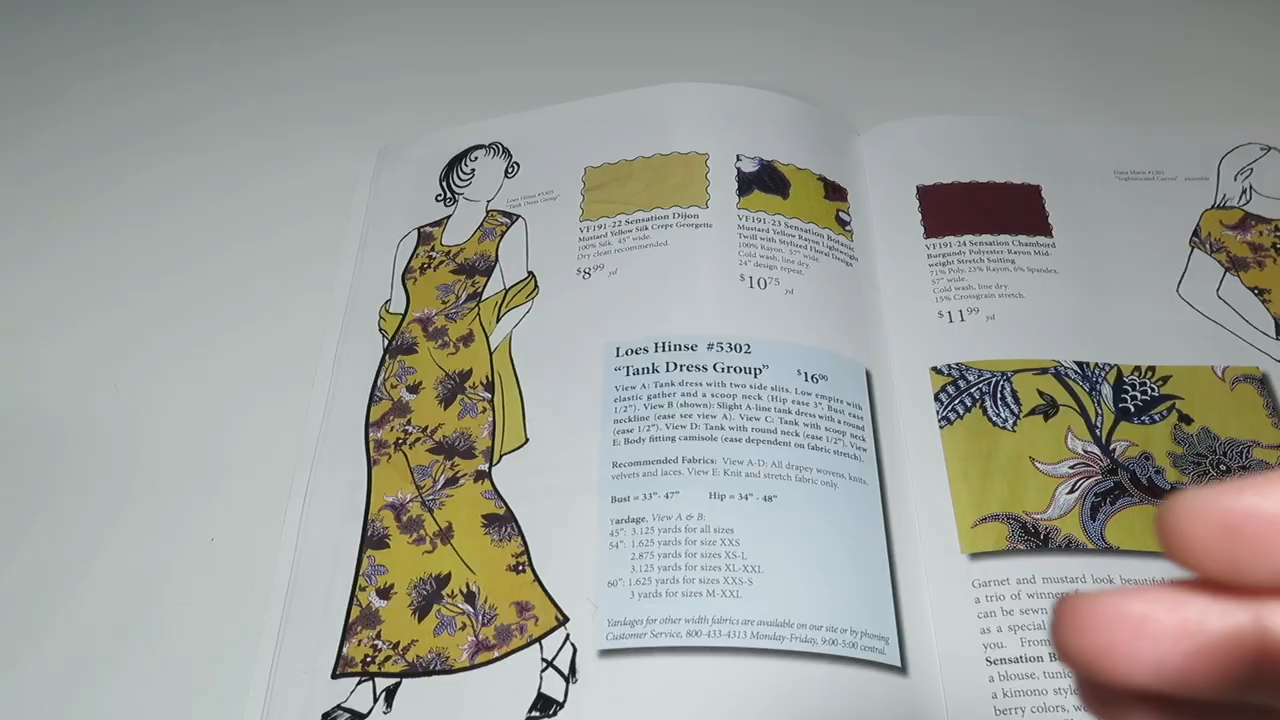 Loes Hinse #5303
"Tank Dress Group"
VF191-22 Sensation Dijon
Mustard Yellow Silk Crepe Georgette
100% Silk. 45" wide.
Dry clean recommended.
$8.99 yd
VF191-23 Sensation Botanic
Mustard Yellow Rayon Lightweight
Twill with Stylized Floral Design
100% Rayon. 57" wide.
Cold wash, line dry.
24" design repeat.
$10.75 yd
Loes Hinse #5302
"Tank Dress Group" $16.00
View A: Tank-dress with two side slits. Low empire with
elastic gather and a scoop neck (Hip ease 3", Bust ease
1/2"). View B (shown): Slight A-line tank dress with a round
neckline (ease see view A). View C: Tank with scoop neck
(ease 1/2"). View D: Tank with round neck (ease 1/2"). View
E: Body fitting camisole (ease dependent on fabric stretch).
Recommended Fabrics: View A-D: All drapey wovens, knits,
velvets and laces. View E: Knit and stretch fabric only.
Bust = 33"- 47" Hip = 34" - 48"
Yardage, View A & B:
45": 3.125 yards for all sizes
54": 1.625 yards for size XXS
2.875 yards for sizes XS-L
3.125 yards for sizes XL-XXL
60": 1.625 yards for sizes XXS-S
3 yards for sizes M-XXL
Yardages for other width fabrics are available on our site or by phoning
Customer Service, 800-433-4313 Monday-Friday, 9:00-5:00 central.
VF191-24 Sensation Chambord
Burgundy Polyester-Rayon Mid-
weight Stretch Suiting
71% Poly, 23% Rayon, 6% Spandex,
57" wide.
Cold wash, line dry.
15% Crossgrain stretch.
$11.99 yd
Dana Marie #1301
"Sophisticated Curves" ensemble
Garnet and mustard look beautiful
a trio of
can be sewn
as a special
you. From
Sensation
a blouse,
a kimono style
berry colors,